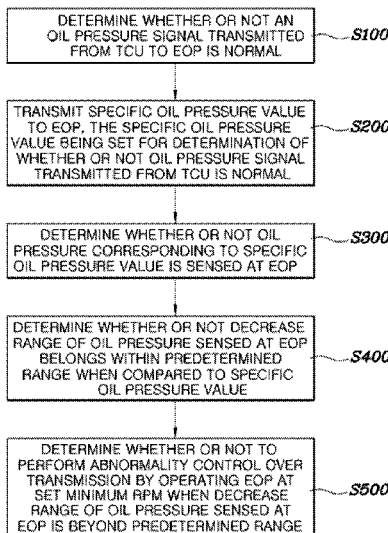 DETERMINE WHETHER OR NOT AN
OIL PRESSURE SIGNAL TRANSMITTED
FROM TCU TO EOP IS NORMAL
S100
TRANSMIT SPECIFIC OIL PRESSURE VALUE
TO EOP, THE SPECIFIC OIL PRESSURE
VALUE BEING SET FOR DETERMINATION OF
WHETHER OR NOT OIL PRESSURE SIGNAL
TRANSMITTED FROM TCU IS NORMAL
S200
DETERMINE WHETHER OR NOT OIL
PRESSURE CORRESPONDING TO SPECIFIC
OIL PRESSURE VALUE IS SENSED AT EOP
S300
DETERMINE WHETHER OR NOT DECREASE
RANGE OF OIL PRESSURE SENSED AT EOP
BELONGS WITHIN PREDETERMINED
RANGE WHEN COMPARED TO SPECIFIC
OIL PRESSURE VALUE
S400
DETERMINE WHETHER OR NOT TO
PERFORM ABNORMALITY CONTROL OVER
TRANSMISSION BY OPERATING EOP AT
SET MINIMUM RPM WHEN DECREASE
RANGE OF OIL PRESSURE SENSED AT
EOP IS BEYOND PREDETERMINED RANGE
S500